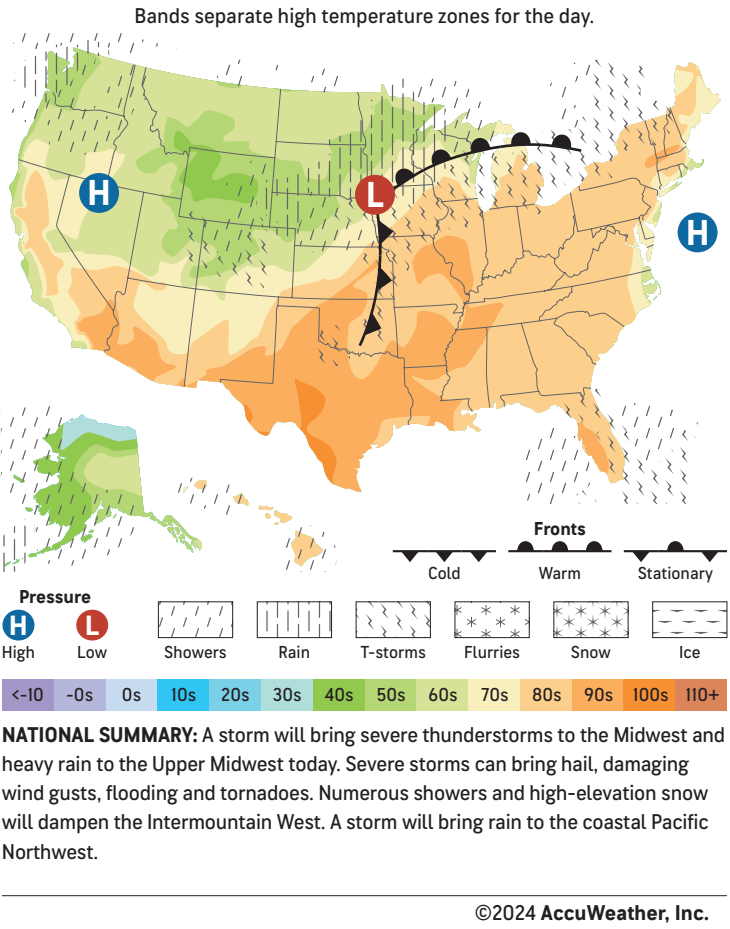 Bands separate high temperature zones for the day.
H
L
H
Fronts
Cold
Warm
Stationary
Pressure
H
L
High
Low
Showers
Rain
T-storms
Flurries
Snow
Ice
<-10
-0s
0s
10s
20s
30s
40s
50s
60s
70s
80s
90s
100s
110+
NATIONAL SUMMARY: A storm will bring severe thunderstorms to the Midwest and
heavy rain to the Upper Midwest today. Severe storms can bring hail, damaging
wind gusts, flooding and tornadoes. Numerous showers and high-elevation snow
will dampen the Intermountain West. A storm will bring rain to the coastal Pacific
Northwest.
©2024 AccuWeather, Inc.